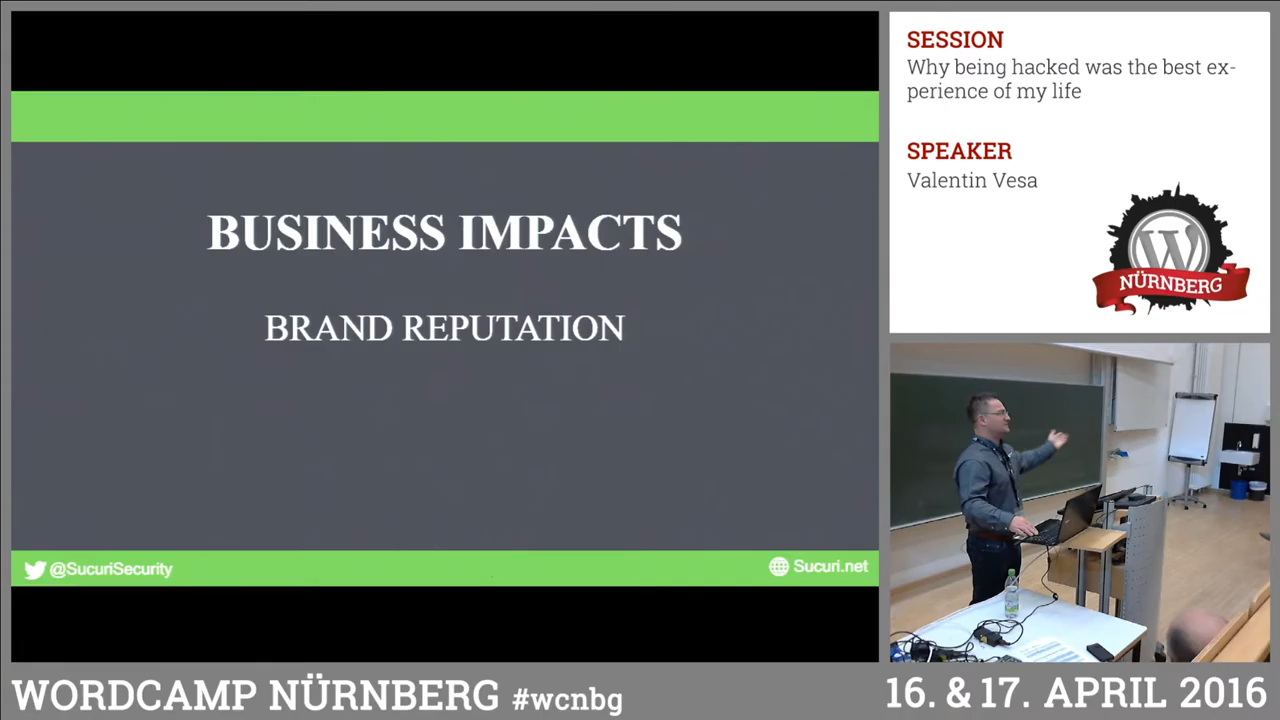 BUSINESS IMPACTS
BRAND REPUTATION
@SucuriSecurity
Sucuri.net
SESSION
Why being hacked was the best ex-
perience of my life
SPEAKER
Valentin Vesa
W
NÜRNBERG
WORDCAMP NÜRNBERG #wcnbg
16. & 17. APRIL 2016